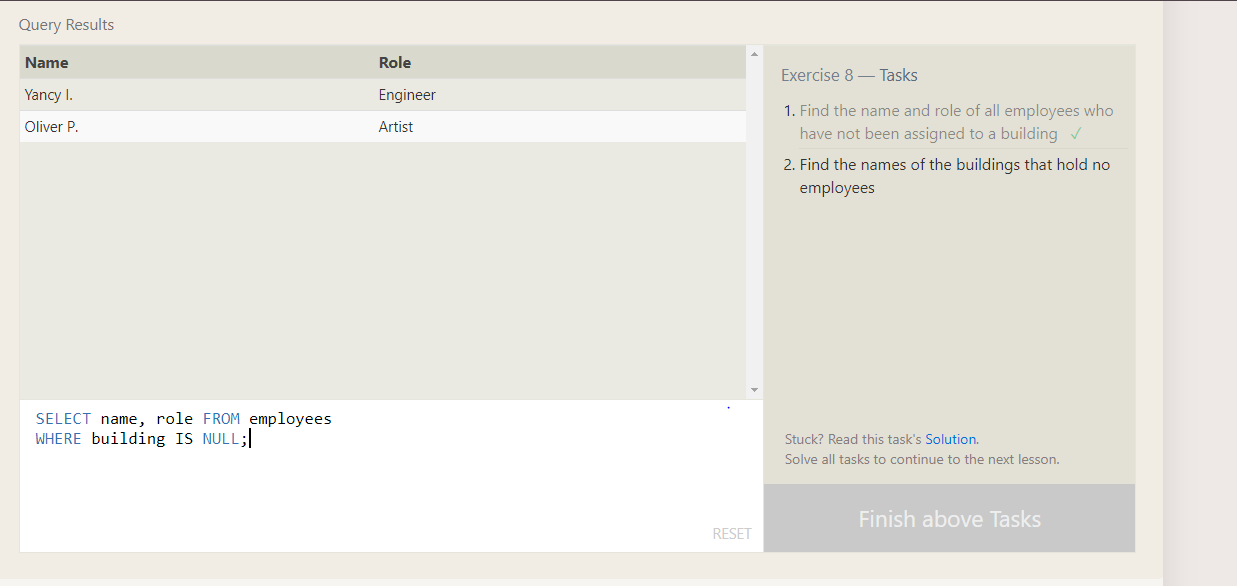 Query Results
Name Role
Yancy I. Engineer
Oliver P. Artist
SELECT name, role FROM employees
WHERE building IS NULL;
RESET
Exercise 8 — Tasks
1. Find the name and role of all employees who
have not been assigned to a building ✓
2. Find the names of the buildings that hold no
employees
Stuck? Read this task's Solution.
Solve all tasks to continue to the next lesson.
Finish above Tasks